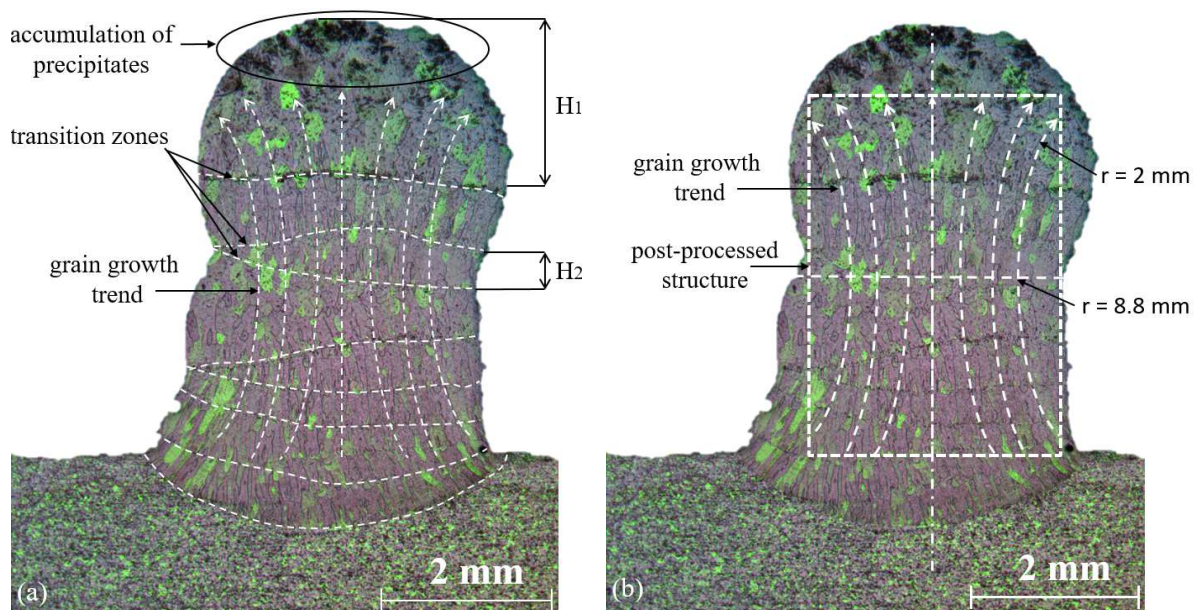 accumulation of
precipitates
H1
transition zones
grain growth
trend
H2
2 mm
(a)
grain growth
trend
r = 2 mm
post-processed
structure
r = 8.8 mm
2 mm
(b)